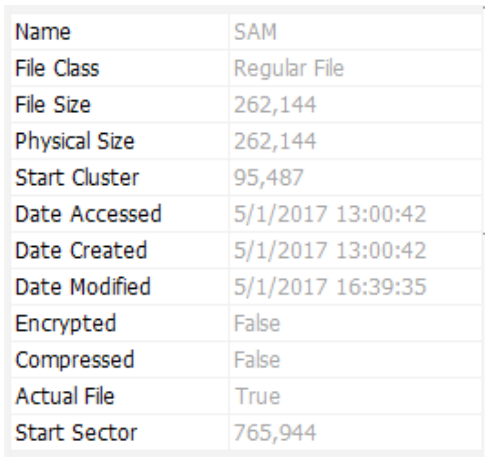 Name SAM
File Class Regular File
File Size 262,144
Physical Size 262,144
Start Cluster 95,487
Date Accessed 5/1/2017 13:00:42
Date Created 5/1/2017 13:00:42
Date Modified 5/1/2017 16:39:35
Encrypted False
Compressed False
Actual File True
Start Sector 765,944